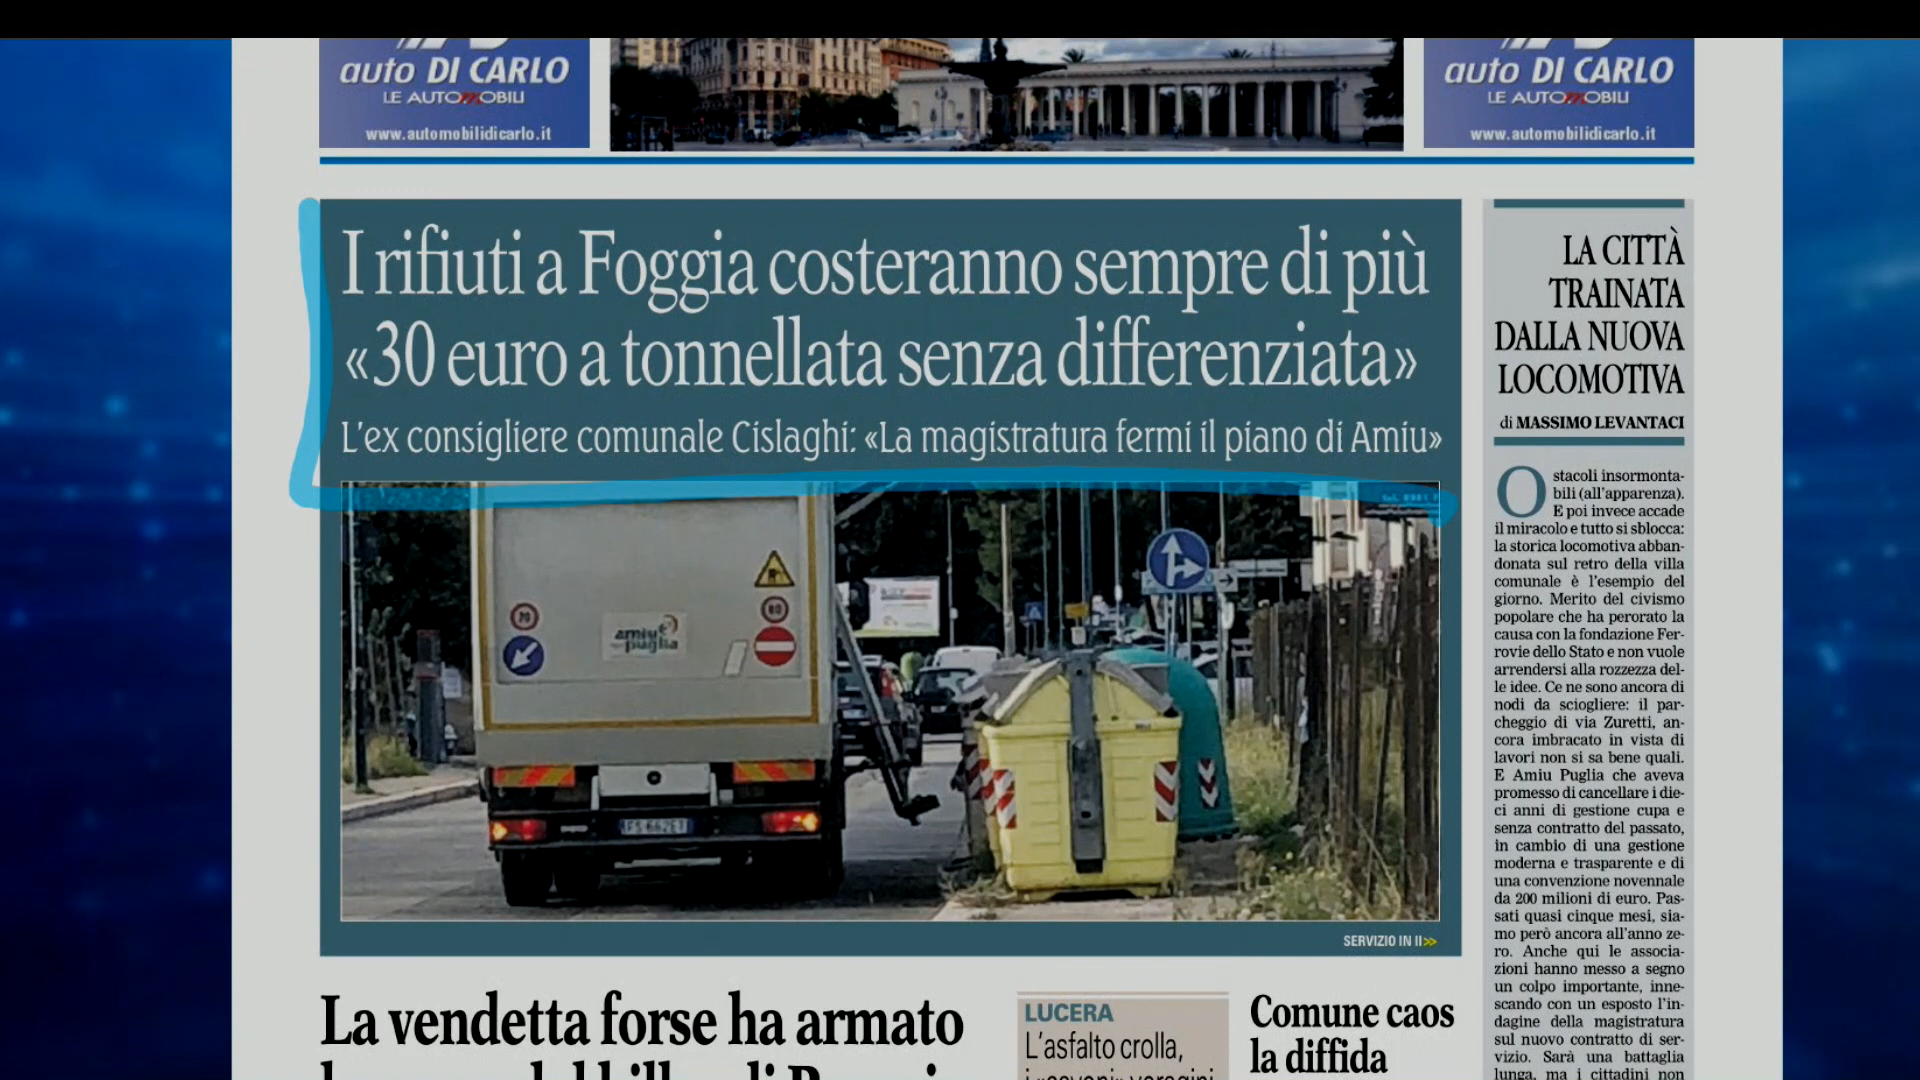 auto DI CARLO
LE AUTOMOBILI
www.automobilidicarlo.it
auto DI CARLO
LE AUTOMOBILI
www.automobilidicarlo.it
I rifiuti a Foggia costeranno sempre di più
«30 euro a tonnellata senza differenziata»
L'ex consigliere comunale Cislaghi: «La magistratura fermi il piano di Amiu»
70
80
amiu
puglia
FS 662ET
SERVIZIO IN II >>
LA CITTÀ
TRAINATA
DALLA NUOVA
LOCOMOTIVA
di MASSIMO LEVANTACI
Ostacoli insormonta-
bili (all'apparenza).
E poi invece accade
il miracolo e tutto si sblocca:
la storica locomotiva abban-
donata sul retro della villa
comunale è l'esempio del
giorno. Merito del civismo
popolare che ha perorato la
causa con la fondazione Fer-
rovie dello Stato e non vuole
arrendersi alla rozzezza del-
le idee. Ce ne sono ancora di
nodi da sciogliere: il par-
cheggio di via Zuretti, an-
cora imbracato in vista di
lavori non si sa bene quali.
E Amiu Puglia che aveva
promesso di cancellare i die-
ci anni di gestione cupa e
senza contratto del passato,
in cambio di una gestione
moderna e trasparente e di
una convenzione novennale
da 200 milioni di euro. Pas-
sati quasi cinque mesi, sia-
mo però ancora all'anno ze-
ro. Anche qui le associa-
zioni hanno messo a segno
un colpo importante, inne-
scando con un esposto l'in-
dagine della magistratura
sul nuovo contratto di ser-
vizio. Sarà una battaglia
lunga, ma i cittadini non
La vendetta forse ha armato
LUCERA
L'asfalto crolla,
Comune caos
la diffida